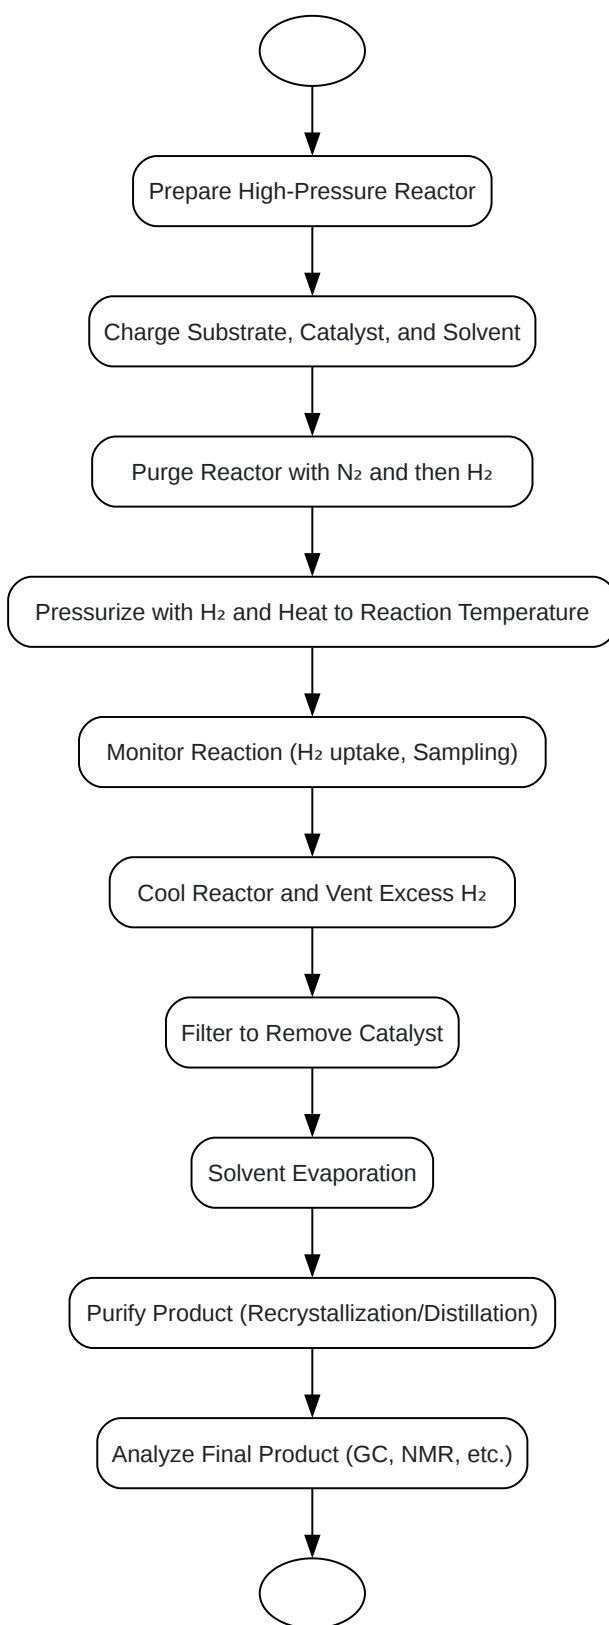 Prepare High-Pressure Reactor
Charge Substrate, Catalyst, and Solvent
Purge Reactor with N₂ and then H₂
Pressurize with H₂ and Heat to Reaction Temperature
Monitor Reaction (H₂ uptake, Sampling)
Cool Reactor and Vent Excess H₂
Filter to Remove Catalyst
Solvent Evaporation
Purify Product (Recrystallization/Distillation)
Analyze Final Product (GC, NMR, etc.)